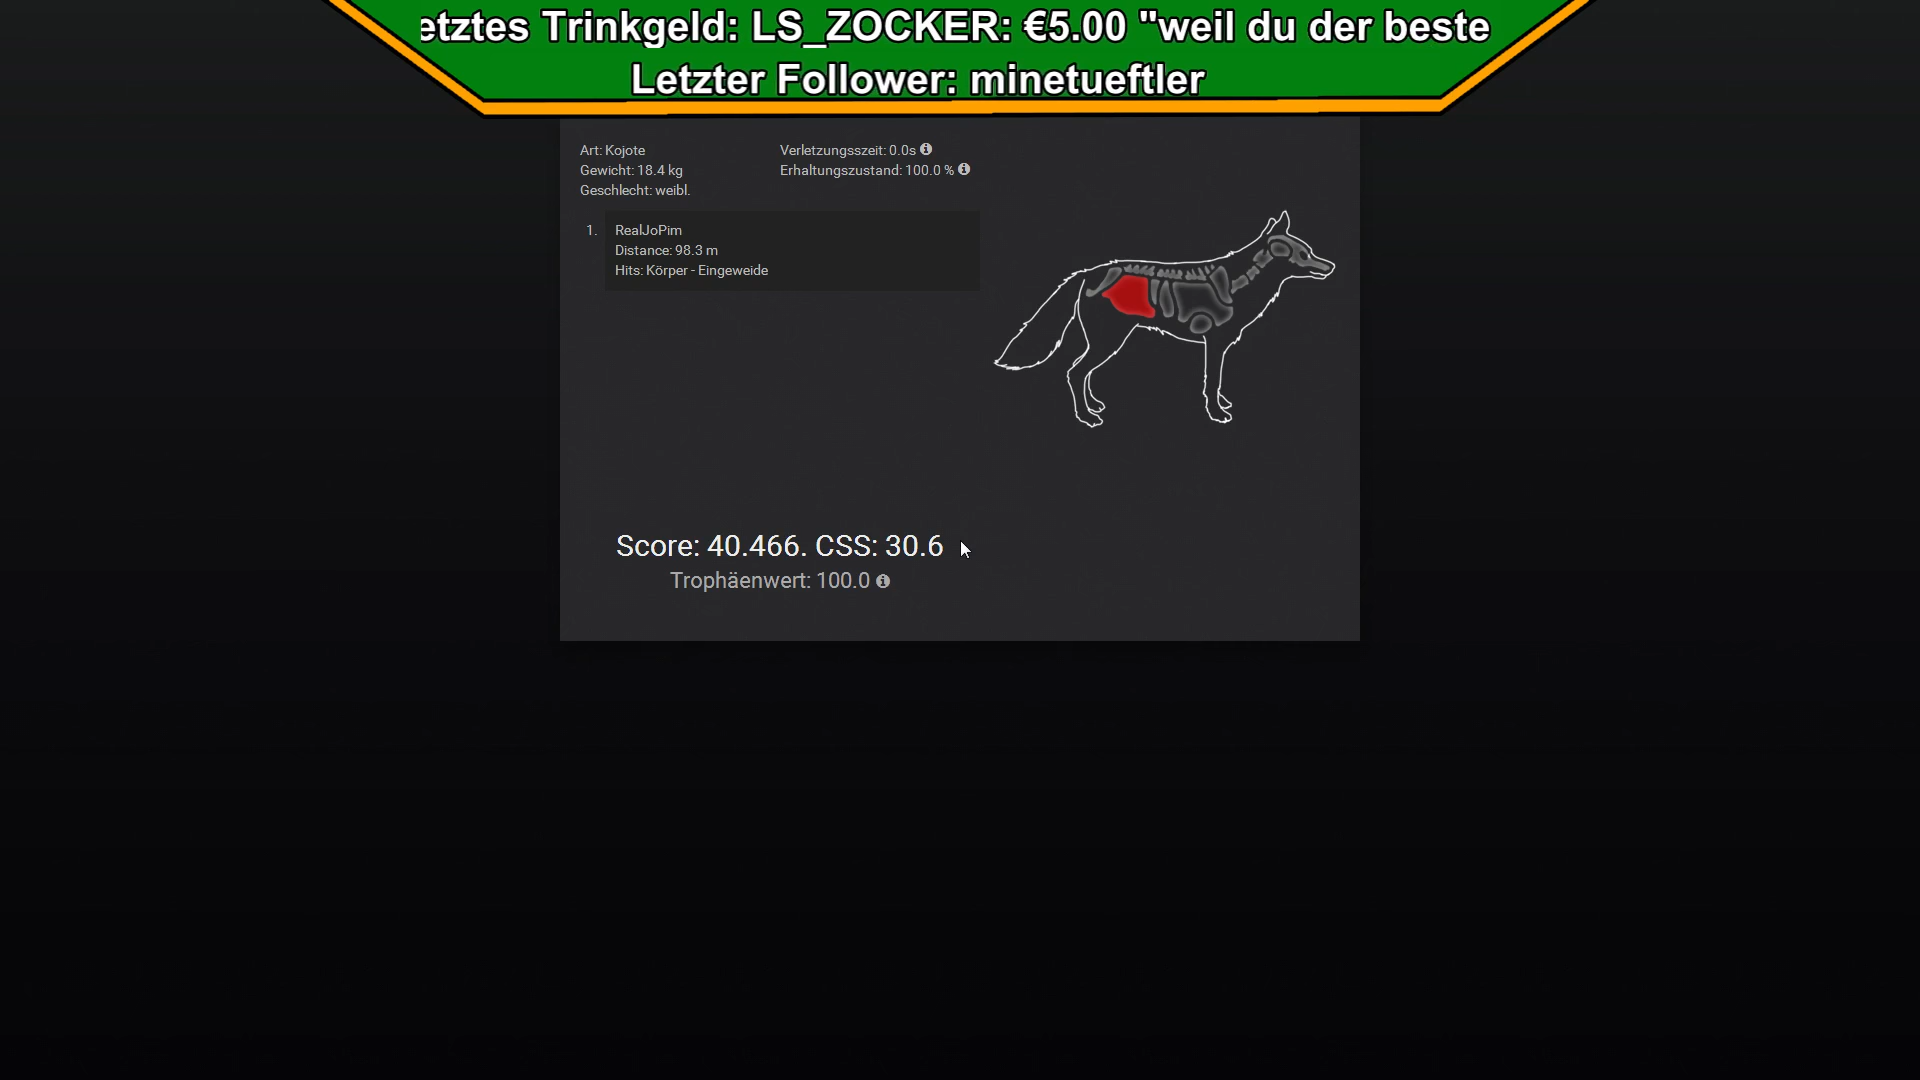 etztes Trinkgeld: LS_ZOCKER: €5.00 "weil du der beste
Letzter Follower: minetueftler
Art: Kojote
Gewicht: 18.4 kg
Geschlecht: weibl.
Verletzungsszeit: 0.0s
Erhaltungszustand: 100.0 %
1. RealJoPim
Distance: 98.3 m
Hits: Körper - Eingeweide
Score: 40.466. CSS: 30.6
Trophäenwert: 100.0